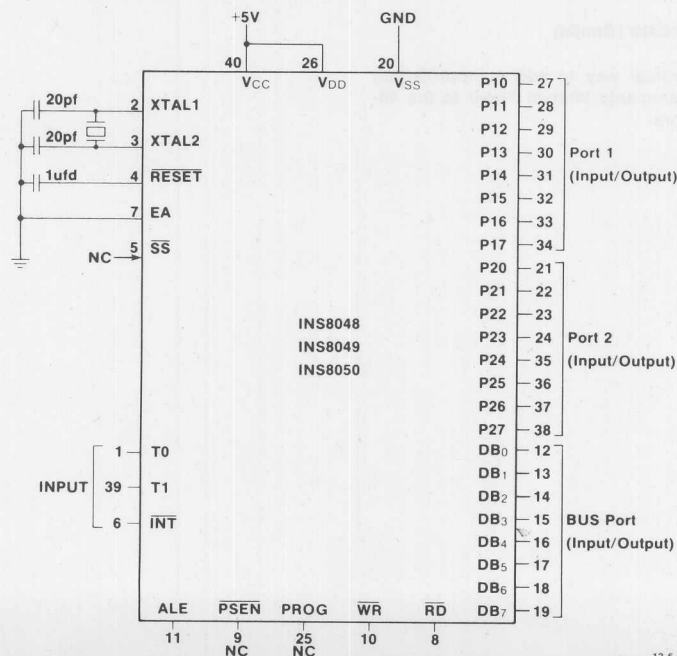 +5V GND
40 26 20
VCC VDD VSS
20pf 2 XTAL1
20pf 3 XTAL2
1ufd 4 RESET
7 EA
5 SS
NC
P10 27
P11 28
P12 29
P13 30 Port 1
P14 31 (Input/Output)
P15 32
P16 33
P17 34
P20 21
P21 22
P22 23
P23 24 Port 2
P24 35 (Input/Output)
P25 36
P26 37
P27 38
INS8048
INS8049
INS8050
1 T0
INPUT 39 T1
6 INT
DB0 12
DB1 13
DB2 14
DB3 15 BUS Port
DB4 16 (Input/Output)
DB5 17
DB6 18
DB7 19
ALE PSEN PROG WR RD
11 9 25 10 8
NC NC